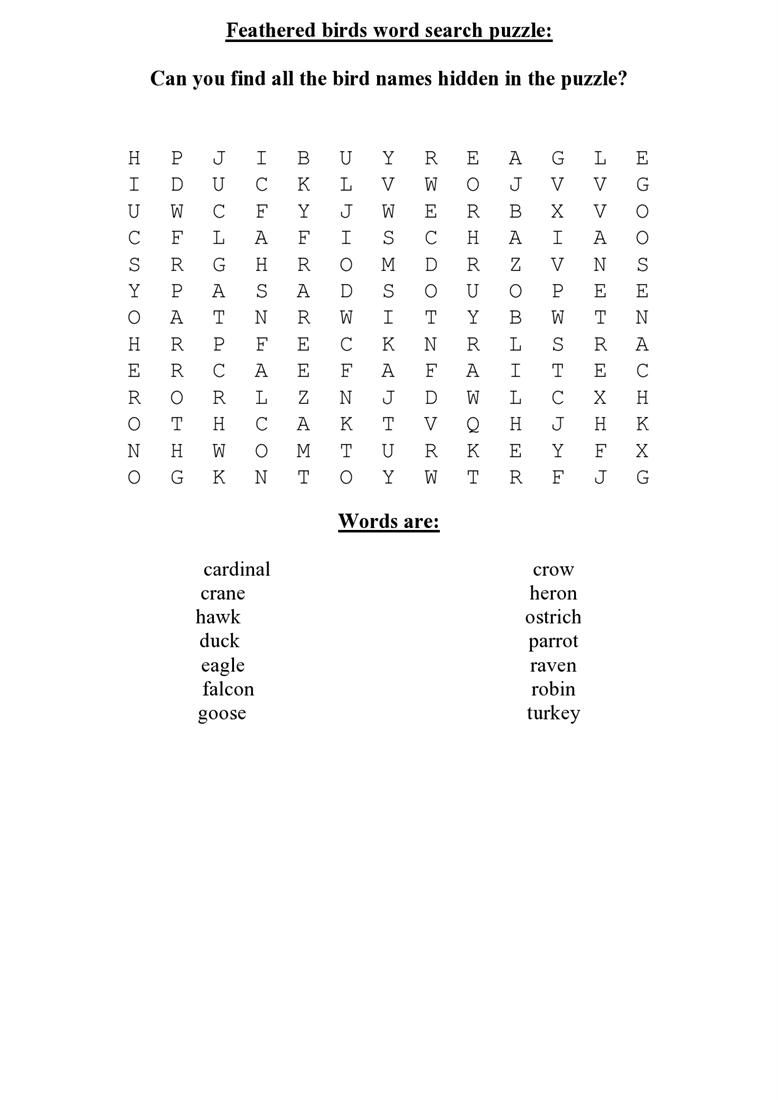 Feathered birds word search puzzle:
Can you find all the bird names hidden in the puzzle?
H P J I B U Y R E A G L E
I D U C K L V W O J V V G
U W C F Y J W E R B X V O
C F L A F I S C H A I A O
S R G H R O M D R Z V N S
Y P A S A D S O U O P E E
O A T N R W I T Y B W T N
H R P F E C K N R L S R A
E R C A E F A F A I T E C
R O R L Z N J D W L C X H
O T H C A K T V Q H J H K
N H W O M T U R K E Y F X
O G K N T O Y W T R F J G
Words are:
cardinal crow
crane heron
hawk ostrich
duck parrot
eagle raven
falcon robin
goose turkey